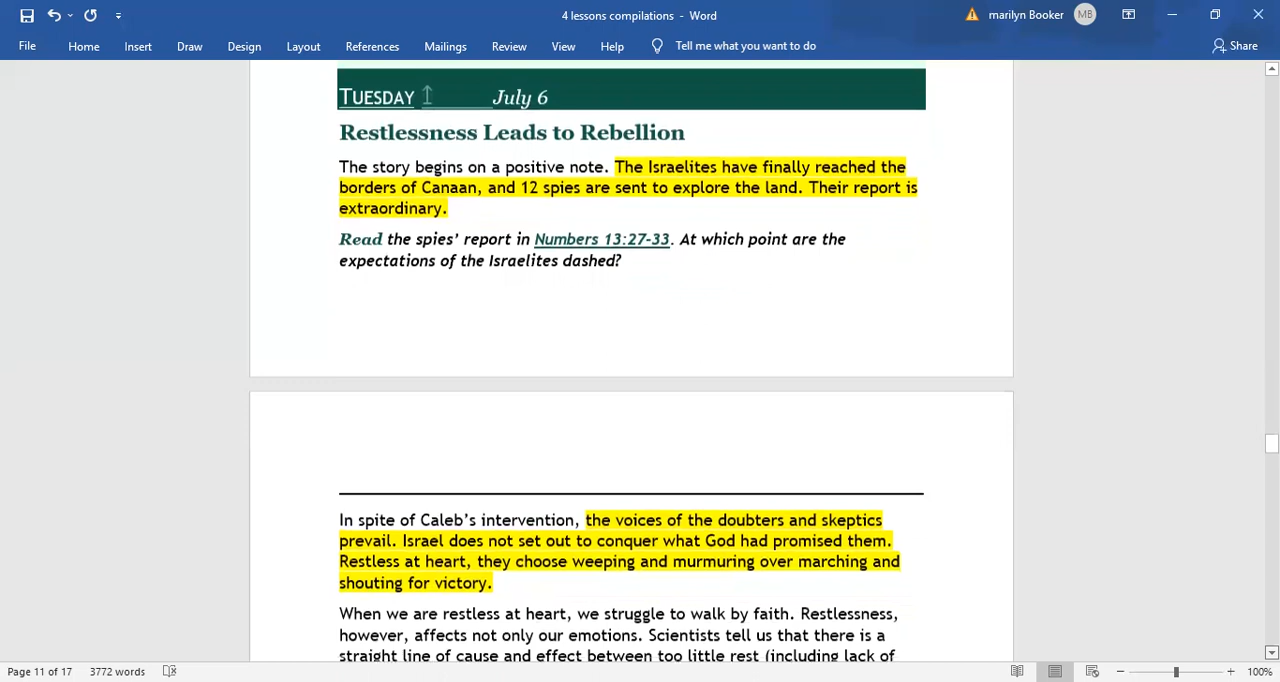 4 lessons compilations - Word
marilyn Booker MB
File Home Insert Draw Design Layout References Mailings Review View Help Tell me what you want to do Share
TUESDAY July 6
Restlessness Leads to Rebellion
The story begins on a positive note. The Israelites have finally reached the
borders of Canaan, and 12 spies are sent to explore the land. Their report is
extraordinary.
Read the spies’ report in Numbers 13:27-33. At which point are the
expectations of the Israelites dashed?
In spite of Caleb’s intervention, the voices of the doubters and skeptics
prevail. Israel does not set out to conquer what God had promised them.
Restless at heart, they choose weeping and murmuring over marching and
shouting for victory.
When we are restless at heart, we struggle to walk by faith. Restlessness,
however, affects not only our emotions. Scientists tell us that there is a
straight line of cause and effect between too little rest (including lack of
Page 11 of 17 3772 words 100%